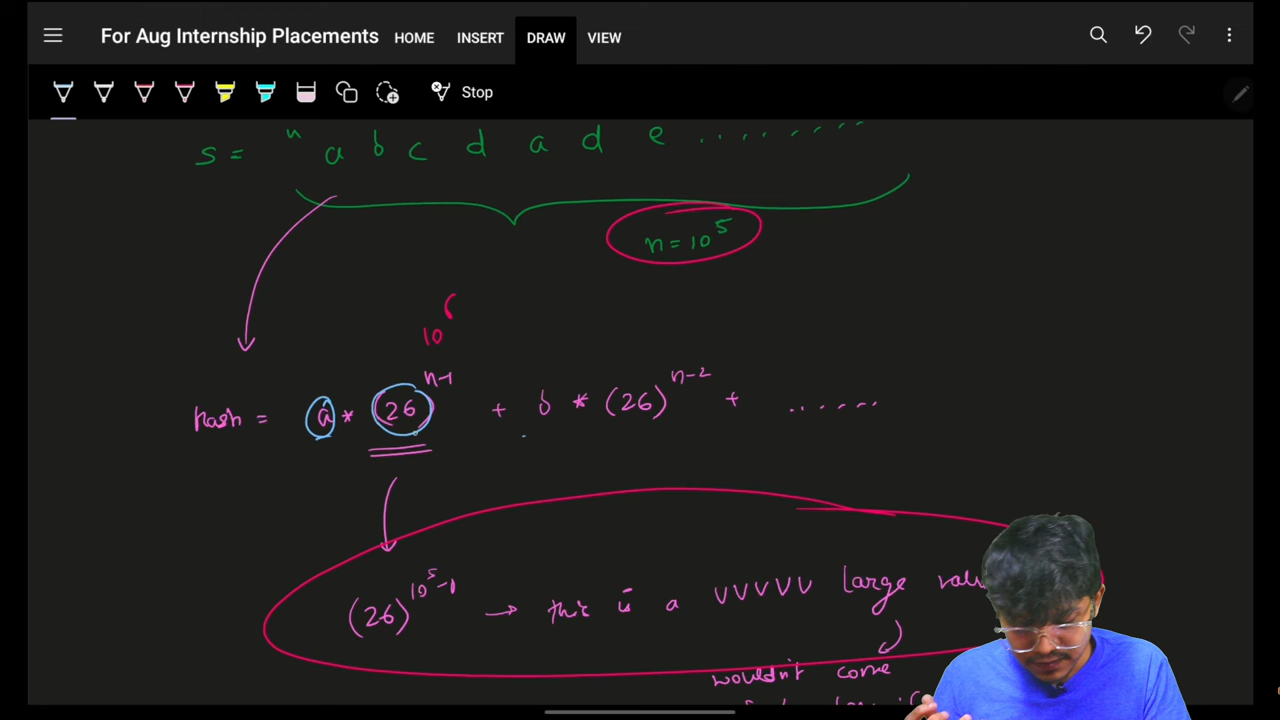 For Aug Internship Placements HOME INSERT DRAW VIEW
Stop
s = " a b c d a d e .........
n = 10^5
10^6
hash = a * (26)^n-1 + b * (26)^n-2 + ......
(26)^10^5-1 → this is a VVVVV large
wouldn't come